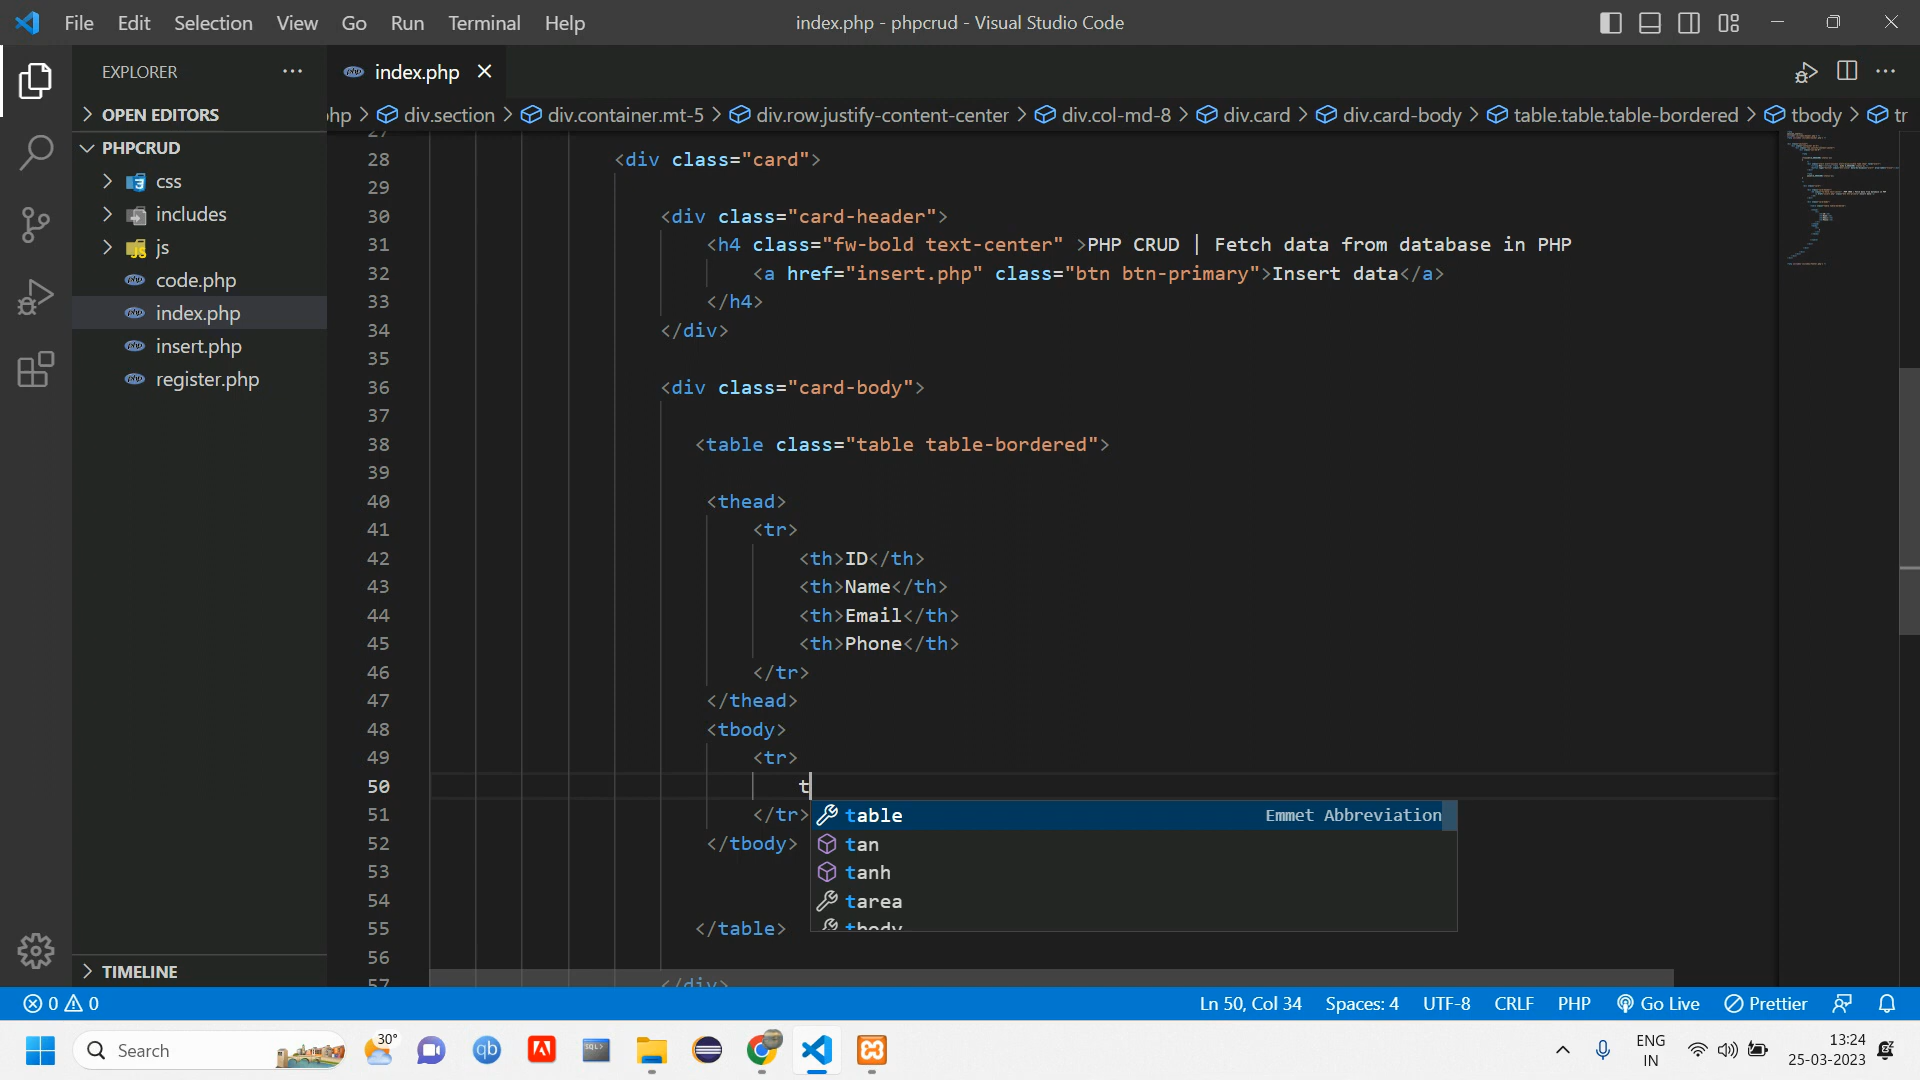 File Edit Selection View Go Run Terminal Help
index.php - phpcrud - Visual Studio Code
EXPLORER
index.php
OPEN EDITORS
PHPCRUD
css
includes
js
code.php
index.php
insert.php
register.php
TIMELINE
hp > div.section > div.container.mt-5 > div.row.justify-content-center > div.col-md-8 > div.card > div.card-body > table.table.table-bordered > tbody > tr
27
28 <div class="card">
29
30 <div class="card-header">
31 <h4 class="fw-bold text-center" >PHP CRUD | Fetch data from database in PHP
32 <a href="insert.php" class="btn btn-primary">Insert data</a>
33 </h4>
34 </div>
35
36 <div class="card-body">
37
38 <table class="table table-bordered">
39
40 <thead>
41 <tr>
42 <th>ID</th>
43 <th>Name</th>
44 <th>Email</th>
45 <th>Phone</th>
46 </tr>
47 </thead>
48 <tbody>
49 <tr>
50 t
51 </tr>
52 </tbody>
53
54
55 </table>
56
57 </div>
table Emmet Abbreviation
tan
tanh
tarea
tbody
0 0
Ln 50, Col 34 Spaces: 4 UTF-8 CRLF PHP Go Live Prettier
Search
30°
qb
SQL>
ENG
IN
13:24
25-03-2023